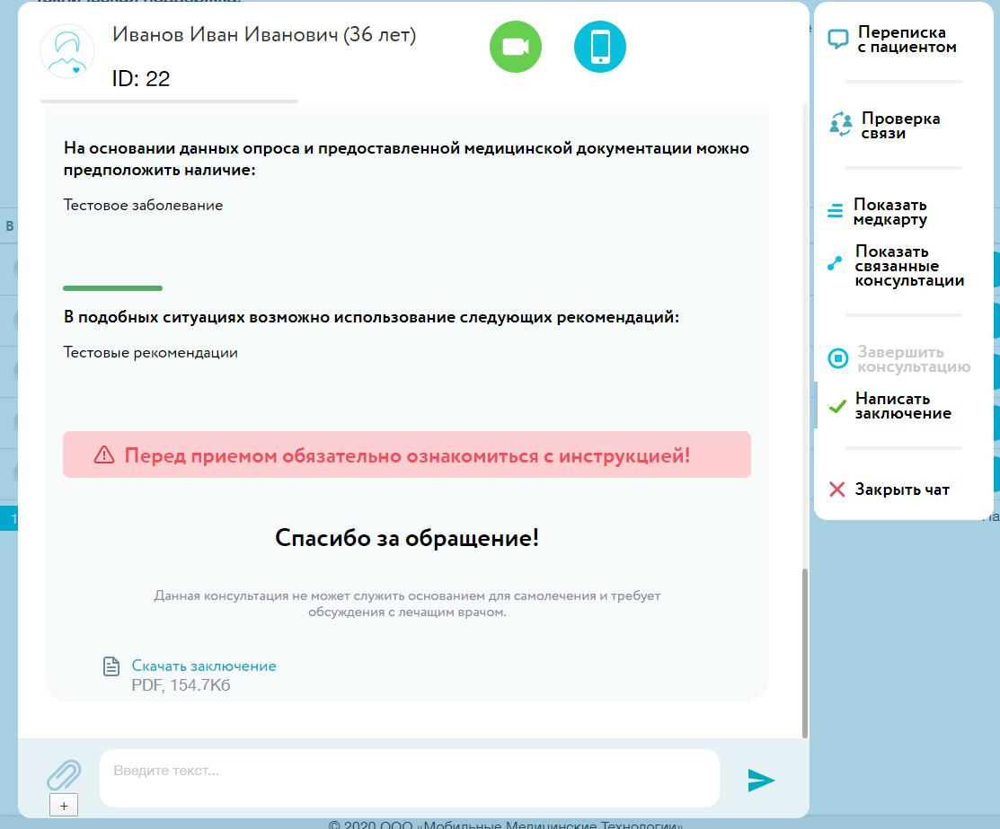 Иванов Иван Иванович (36 лет)
ID: 22
На основании данных опроса и предоставленной медицинской документации можно
предположить наличие:
Тестовое заболевание
В подобных ситуациях возможно использование следующих рекомендаций:
Тестовые рекомендации
Перед приемом обязательно ознакомиться с инструкцией!
Спасибо за обращение!
Данная консультация не может служить основанием для самолечения и требует
обсуждения с лечащим врачом.
Скачать заключение
PDF, 154.7Кб
Введите текст...
+
Переписка
с пациентом
Проверка
связи
Показать
медкарту
Показать
связанные
консультации
Завершить
консультацию
Написать
заключение
Закрыть чат
В
1
© 2020 ООО «Мобильные Медицинские Технологии»